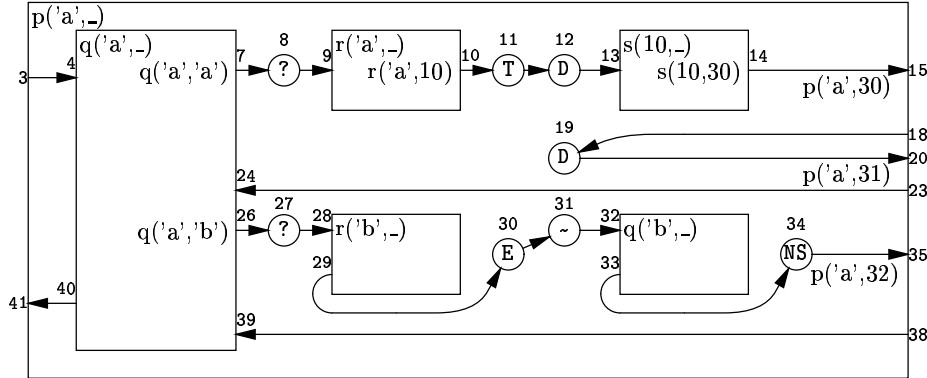 p('a',_)
q('a',_)
q('a','a')
7
8
?
9
r('a',_)
r('a',10)
10
11
T
12
D
13
s(10,_)
s(10,30)
14
p('a',30)
15
3
4
19
D
18
20
p('a',31)
23
24
26
q('a','b')
27
?
28
r('b',_)
29
30
E
31
~
32
q('b',_)
33
34
NS
35
p('a',32)
41
40
39
38